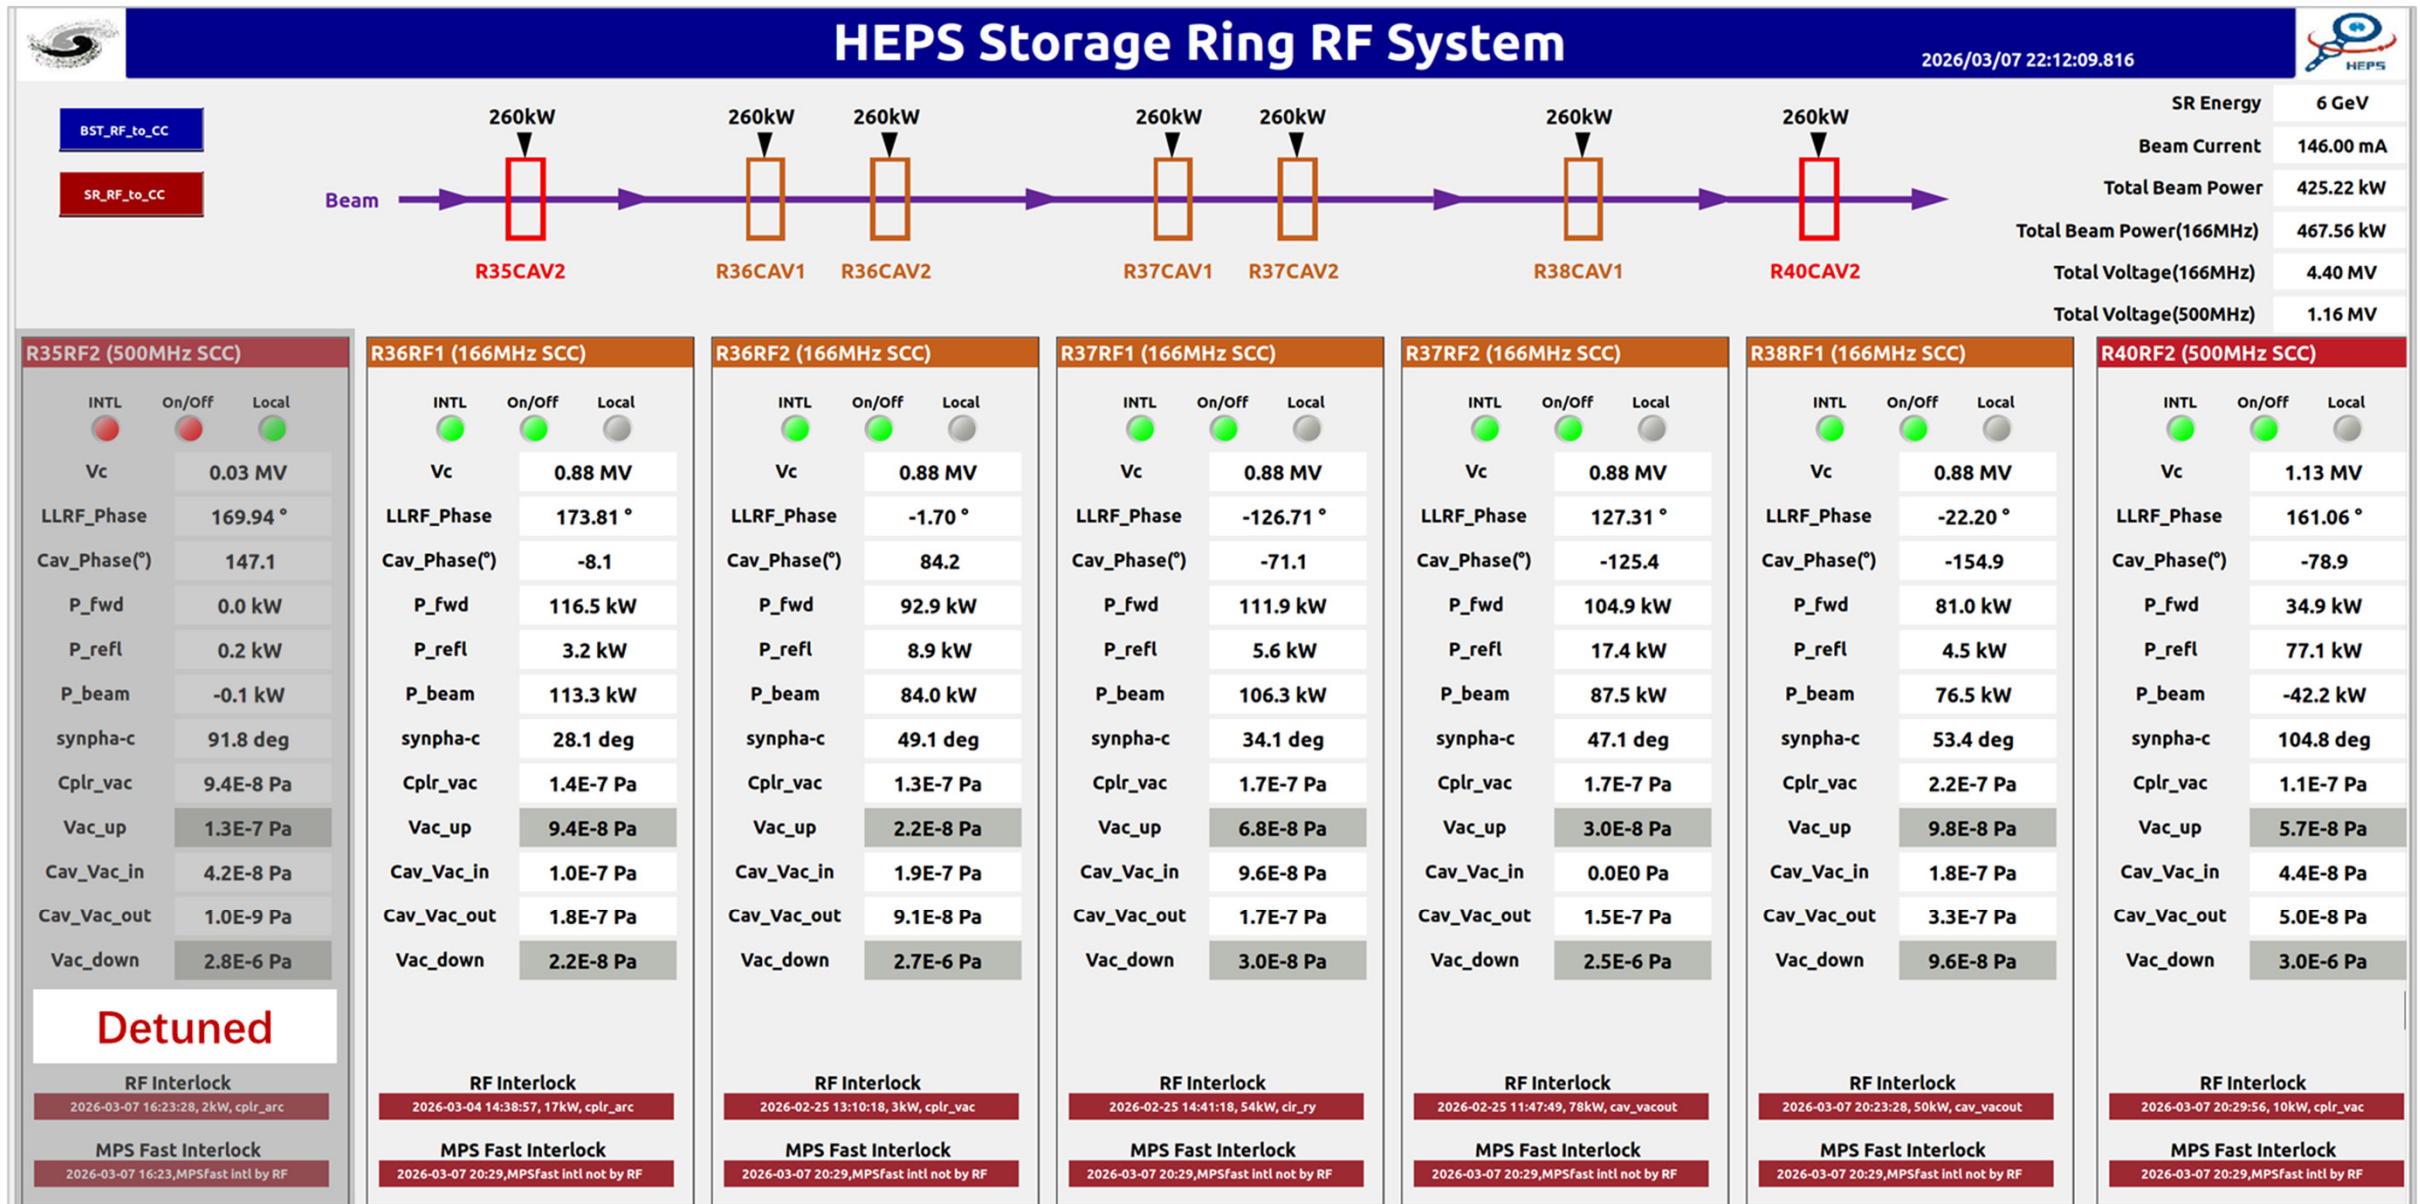 HEPS Storage Ring RF System
2026/03/07 22:12:09.816
HEPS
BST_RF_to_CC
SR_RF_to_CC
260kW 260kW 260kW 260kW 260kW 260kW 260kW
Beam
R35CAV2 R36CAV1 R36CAV2 R37CAV1 R37CAV2 R38CAV1 R40CAV2
SR Energy 6 GeV
Beam Current 146.00 mA
Total Beam Power 425.22 kW
Total Beam Power(166MHz) 467.56 kW
Total Voltage(166MHz) 4.40 MV
Total Voltage(500MHz) 1.16 MV
R35RF2 (500MHz SCC)
INTL On/Off Local
Vc 0.03 MV
LLRF_Phase 169.94 °
Cav_Phase(°) 147.1
P_fwd 0.0 kW
P_refl 0.2 kW
P_beam -0.1 kW
synpha-c 91.8 deg
Cplr_vac 9.4E-8 Pa
Vac_up 1.3E-7 Pa
Cav_Vac_in 4.2E-8 Pa
Cav_Vac_out 1.0E-9 Pa
Vac_down 2.8E-6 Pa
Detuned
RF Interlock
2026-03-07 16:23:28, 2kW, cplr_arc
MPS Fast Interlock
2026-03-07 16:23,MPSfast intl by RF
R36RF1 (166MHz SCC)
INTL On/Off Local
Vc 0.88 MV
LLRF_Phase 173.81 °
Cav_Phase(°) -8.1
P_fwd 116.5 kW
P_refl 3.2 kW
P_beam 113.3 kW
synpha-c 28.1 deg
Cplr_vac 1.4E-7 Pa
Vac_up 9.4E-8 Pa
Cav_Vac_in 1.0E-7 Pa
Cav_Vac_out 1.8E-7 Pa
Vac_down 2.2E-8 Pa
RF Interlock
2026-03-04 14:38:57, 17kW, cplr_arc
MPS Fast Interlock
2026-03-07 20:29,MPSfast intl not by RF
R36RF2 (166MHz SCC)
INTL On/Off Local
Vc 0.88 MV
LLRF_Phase -1.70 °
Cav_Phase(°) 84.2
P_fwd 92.9 kW
P_refl 8.9 kW
P_beam 84.0 kW
synpha-c 49.1 deg
Cplr_vac 1.3E-7 Pa
Vac_up 2.2E-8 Pa
Cav_Vac_in 1.9E-7 Pa
Cav_Vac_out 9.1E-8 Pa
Vac_down 2.7E-6 Pa
RF Interlock
2026-02-25 13:10:18, 3kW, cplr_vac
MPS Fast Interlock
2026-03-07 20:29,MPSfast intl not by RF
R37RF1 (166MHz SCC)
INTL On/Off Local
Vc 0.88 MV
LLRF_Phase -126.71 °
Cav_Phase(°) -71.1
P_fwd 111.9 kW
P_refl 5.6 kW
P_beam 106.3 kW
synpha-c 34.1 deg
Cplr_vac 1.7E-7 Pa
Vac_up 6.8E-8 Pa
Cav_Vac_in 9.6E-8 Pa
Cav_Vac_out 1.7E-7 Pa
Vac_down 3.0E-8 Pa
RF Interlock
2026-02-25 14:41:18, 54kW, cir_ry
MPS Fast Interlock
2026-03-07 20:29,MPSfast intl not by RF
R37RF2 (166MHz SCC)
INTL On/Off Local
Vc 0.88 MV
LLRF_Phase 127.31 °
Cav_Phase(°) -125.4
P_fwd 104.9 kW
P_refl 17.4 kW
P_beam 87.5 kW
synpha-c 47.1 deg
Cplr_vac 1.7E-7 Pa
Vac_up 3.0E-8 Pa
Cav_Vac_in 0.0E0 Pa
Cav_Vac_out 1.5E-7 Pa
Vac_down 2.5E-6 Pa
RF Interlock
2026-02-25 11:47:49, 78kW, cav_vacout
MPS Fast Interlock
2026-03-07 20:29,MPSfast intl not by RF
R38RF1 (166MHz SCC)
INTL On/Off Local
Vc 0.88 MV
LLRF_Phase -22.20 °
Cav_Phase(°) -154.9
P_fwd 81.0 kW
P_refl 4.5 kW
P_beam 76.5 kW
synpha-c 53.4 deg
Cplr_vac 2.2E-7 Pa
Vac_up 9.8E-8 Pa
Cav_Vac_in 1.8E-7 Pa
Cav_Vac_out 3.3E-7 Pa
Vac_down 9.6E-8 Pa
RF Interlock
2026-03-07 20:23:28, 50kW, cav_vacout
MPS Fast Interlock
2026-03-07 20:29,MPSfast intl not by RF
R40RF2 (500MHz SCC)
INTL On/Off Local
Vc 1.13 MV
LLRF_Phase 161.06 °
Cav_Phase(°) -78.9
P_fwd 34.9 kW
P_refl 77.1 kW
P_beam -42.2 kW
synpha-c 104.8 deg
Cplr_vac 1.1E-7 Pa
Vac_up 5.7E-8 Pa
Cav_Vac_in 4.4E-8 Pa
Cav_Vac_out 5.0E-8 Pa
Vac_down 3.0E-6 Pa
RF Interlock
2026-03-07 20:29:56, 10kW, cplr_vac
MPS Fast Interlock
2026-03-07 20:29,MPSfast intl by RF